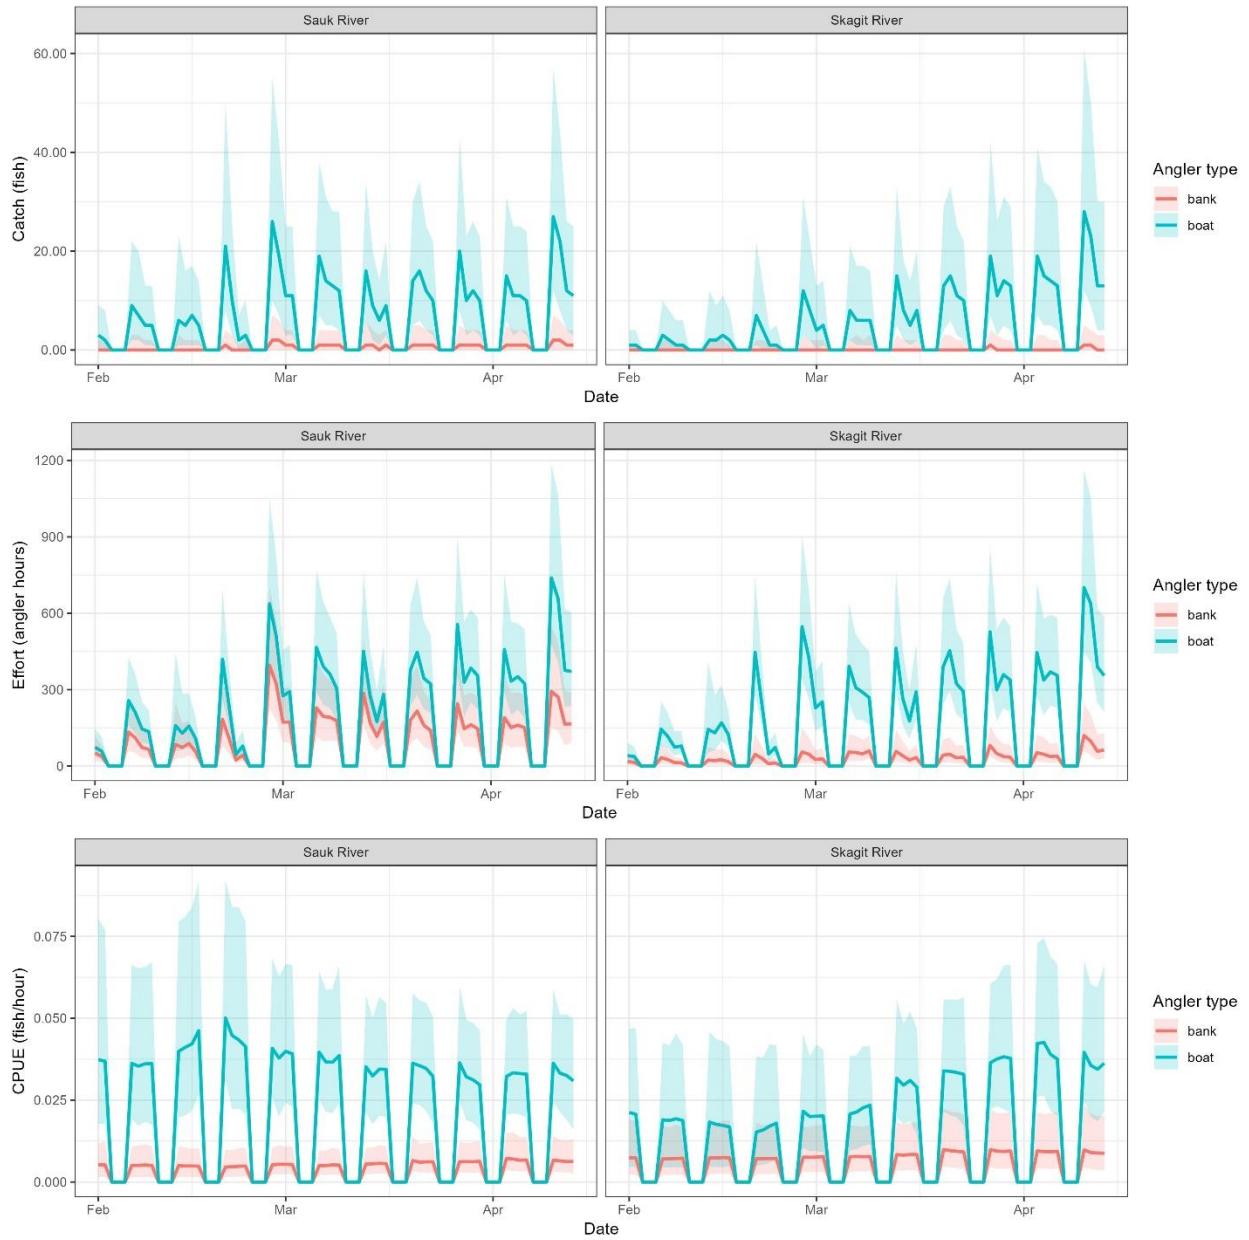 Sauk River
Skagit River
Catch (fish)
60.00
40.00
20.00
0.00
Feb
Mar
Apr
Feb
Mar
Apr
Date
Angler type
bank
boat
Sauk River
Skagit River
Effort (angler hours)
1200
900
600
300
0
Feb
Mar
Apr
Feb
Mar
Apr
Date
Angler type
bank
boat
Sauk River
Skagit River
CPUE (fish/hour)
0.075
0.050
0.025
0.000
Feb
Mar
Apr
Feb
Mar
Apr
Date
Angler type
bank
boat